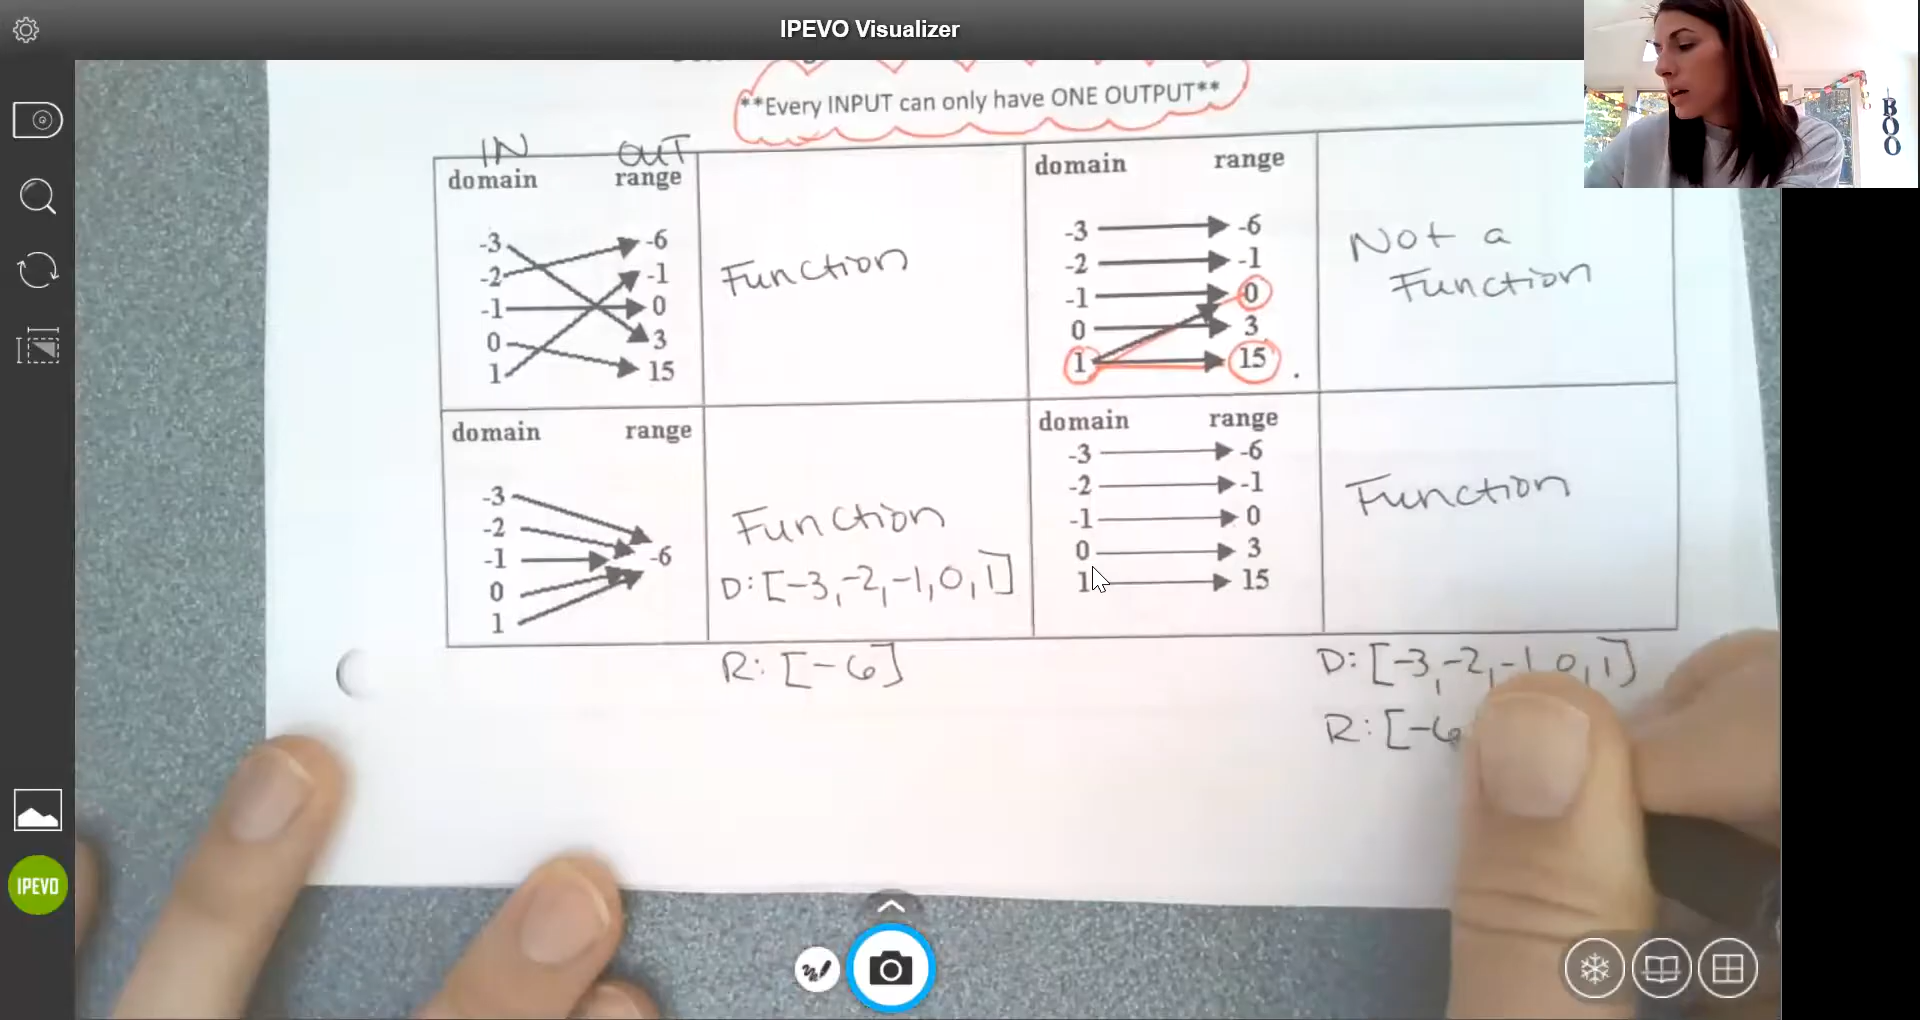 IPEVO Visualizer
**Every INPUT can only have ONE OUTPUT**
IN OUT
domain range
-3 -6
-2 -1
-1 0
0 3
1 15
Function
domain range
-3 -6
-2 -1
-1 0
0 3
1 15
Not a
Function
domain range
-3
-2
-1 -6
0
1
Function
D: [-3, -2, -1, 0, 1]
R: [-6]
domain range
-3 -6
-2 -1
-1 0
0 3
1 15
Function
D: [-3, -2, -1, 0, 1]
R: [-6
BOO
IPEVO